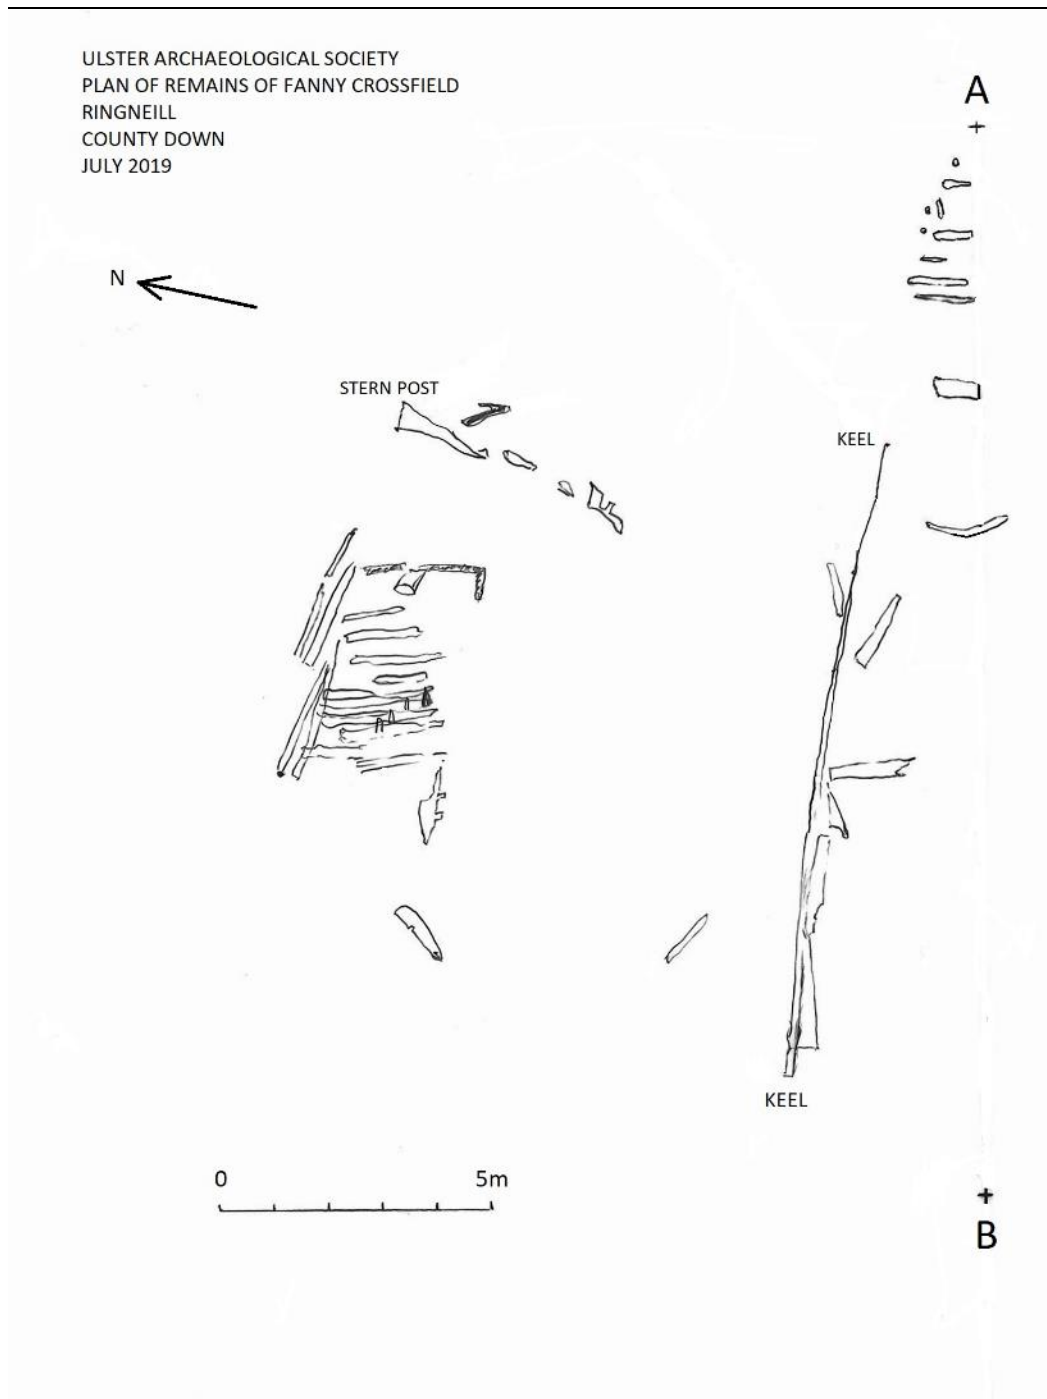 ULSTER ARCHAEOLOGICAL SOCIETY
PLAN OF REMAINS OF FANNY CROSSFIELD
RINGNEILL
COUNTY DOWN
JULY 2019
A
N
STERN POST
KEEL
KEEL
0 5m
B